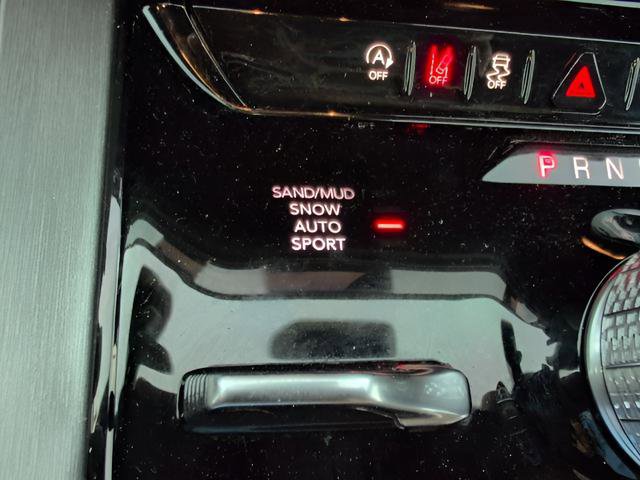 A
OFF
OFF
OFF
P R N
SAND/MUD
SNOW
AUTO
SPORT